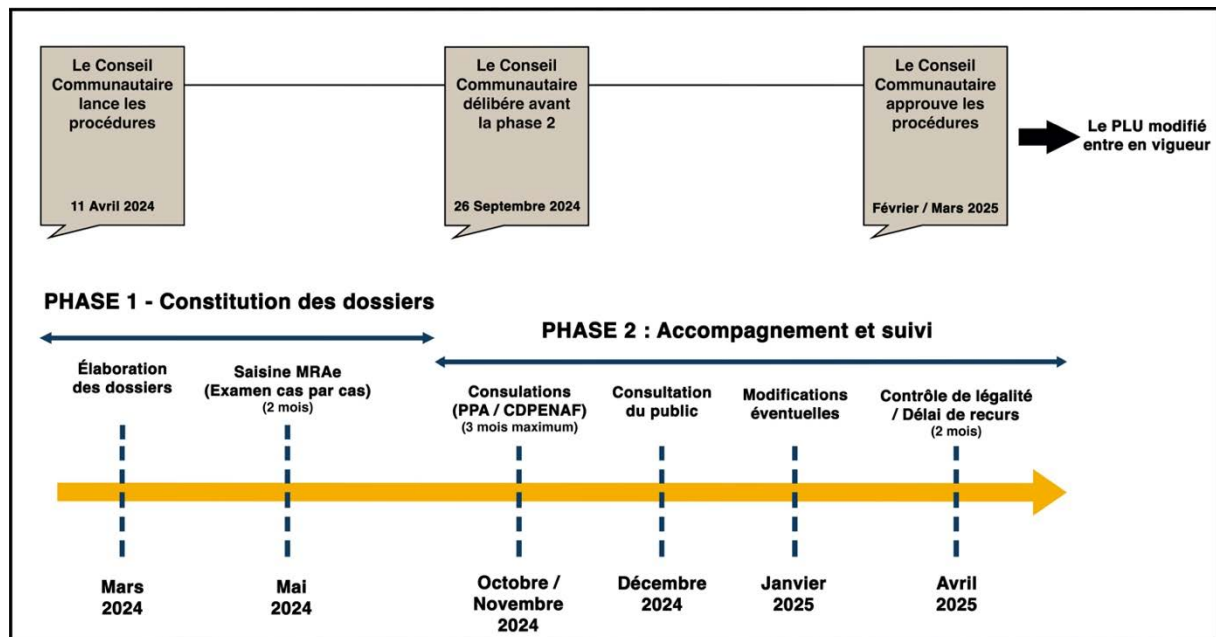 Le Conseil
Communautaire
lance les
procédures
11 Avril 2024
Le Conseil
Communautaire
délibére avant
la phase 2
26 Septembre 2024
Le Conseil
Communautaire
approuve les
procédures
Février / Mars 2025
Le PLU modifié
entre en vigueur
PHASE 1 - Constitution des dossiers
PHASE 2 : Accompagnement et suivi
Élaboration
des dossiers
Saisine MRAe
(Examen cas par cas)
(2 mois)
Consulations
(PPA / CDPENAF)
(3 mois maximum)
Consultation
du public
Modifications
éventuelles
Contrôle de légalité
/ Délai de recurs
(2 mois)
Mars
2024
Mai
2024
Octobre /
Novembre
2024
Décembre
2024
Janvier
2025
Avril
2025